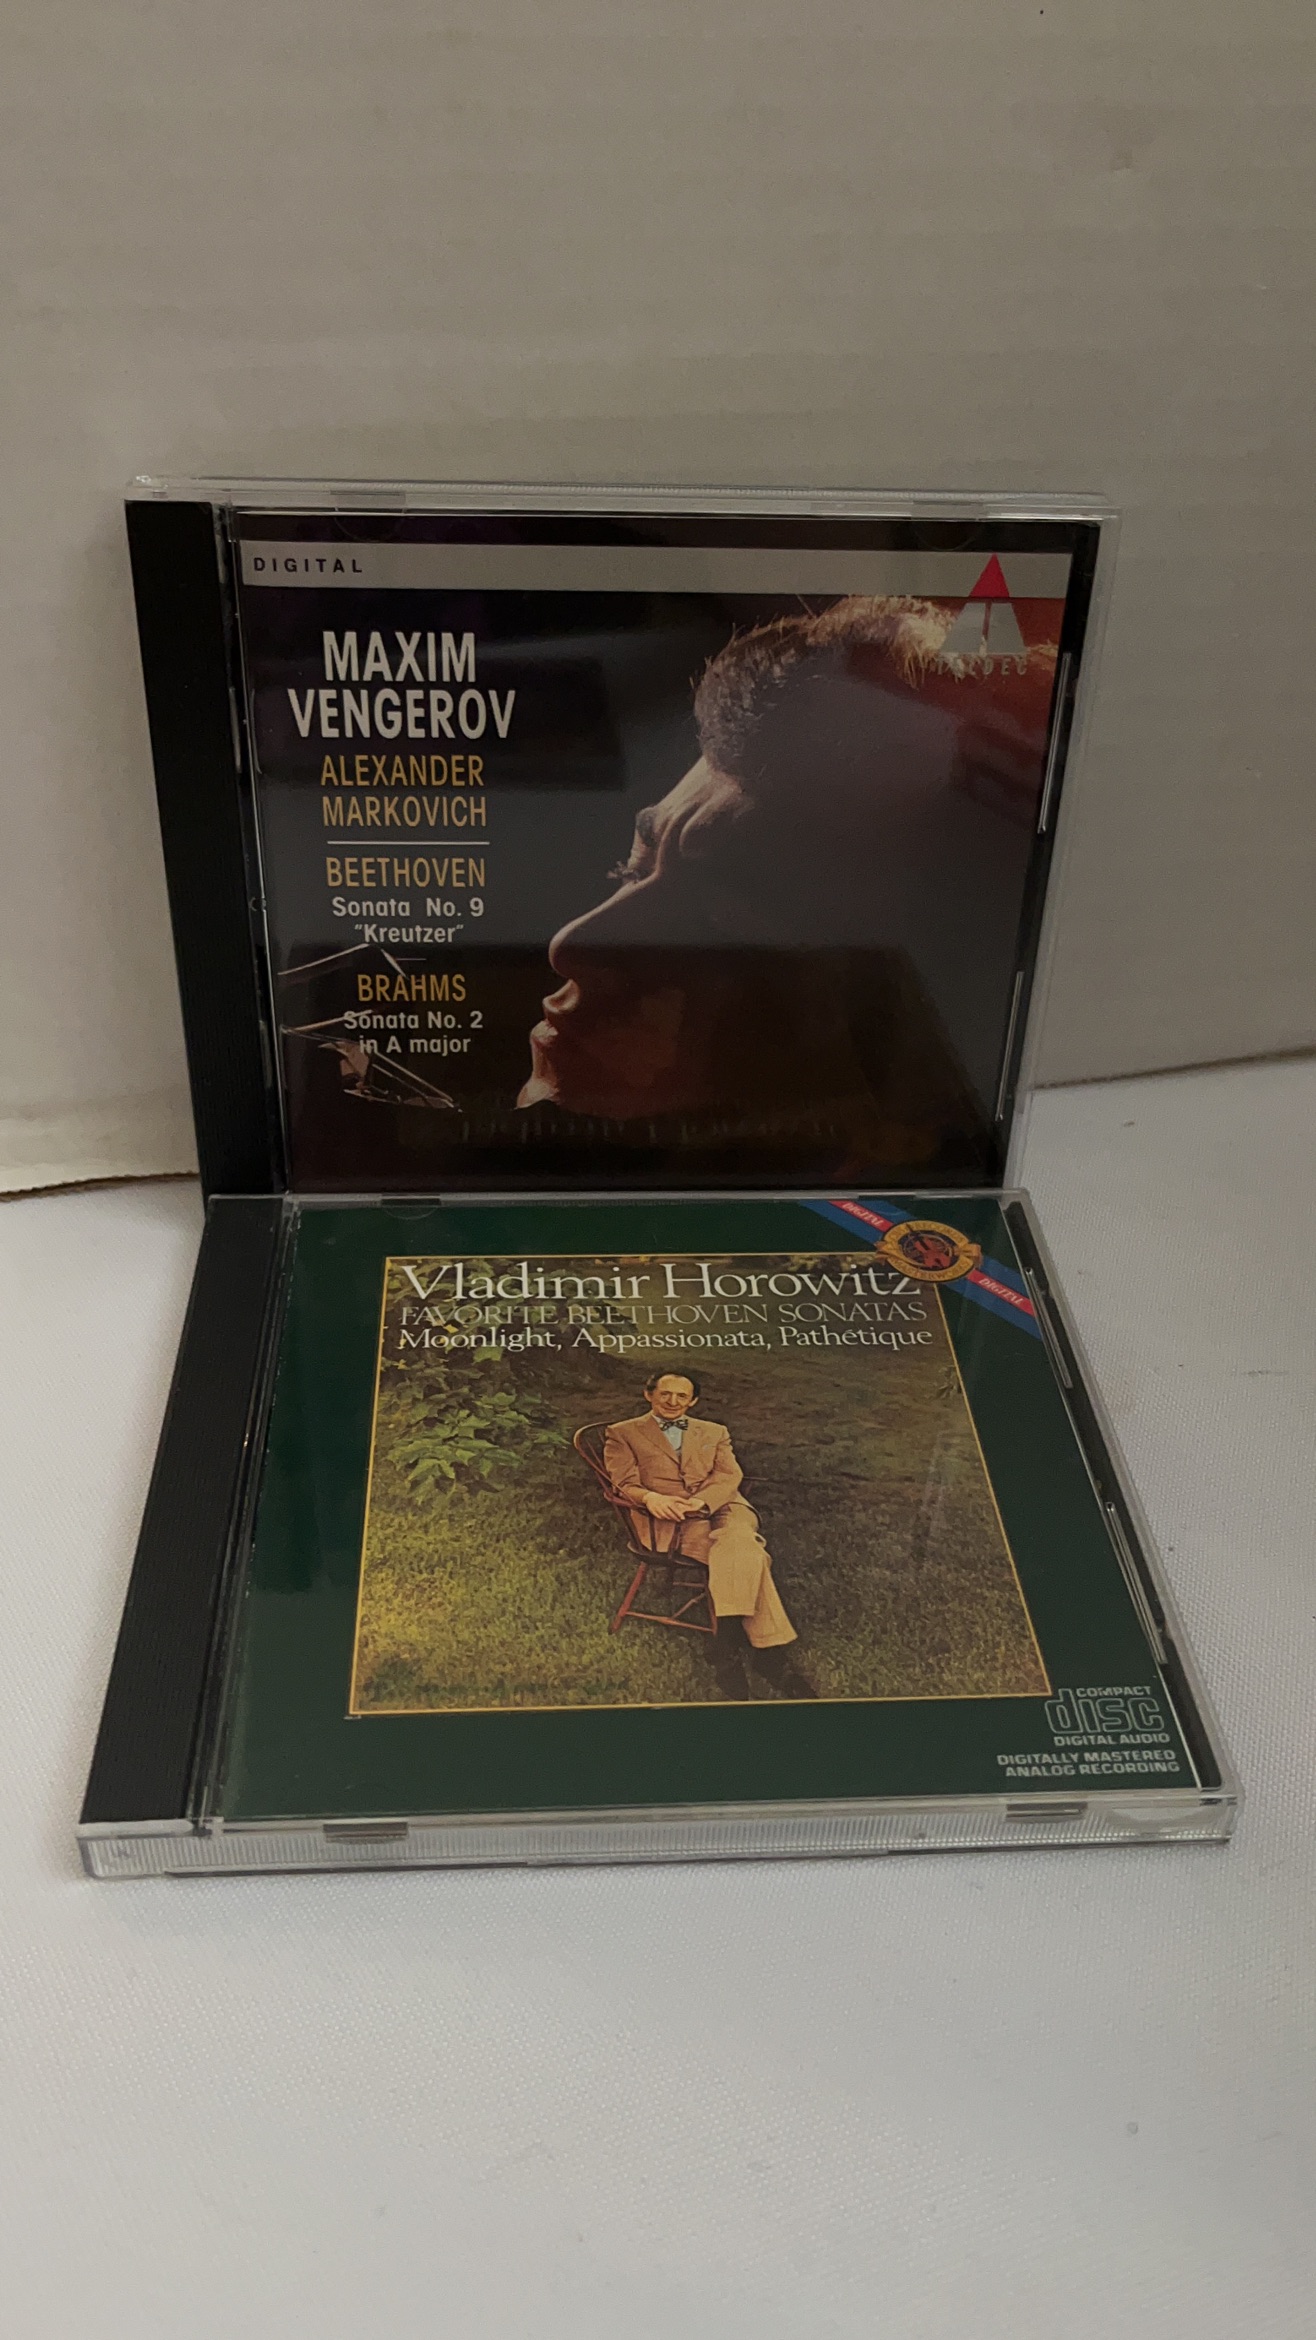 DIGITAL
TELDEC
MAXIM
VENGEROV
ALEXANDER
MARKOVICH
BEETHOVEN
Sonata No. 9
"Kreutzer"
BRAHMS
Sonata No. 2
in A major
DIGITAL
DIGITAL
Vladimir Horowitz
FAVORITE BEETHOVEN SONATAS
Moonlight, Appassionata, Pathétique
COMPACT
disc
DIGITAL AUDIO
DIGITALLY MASTERED
ANALOG RECORDING